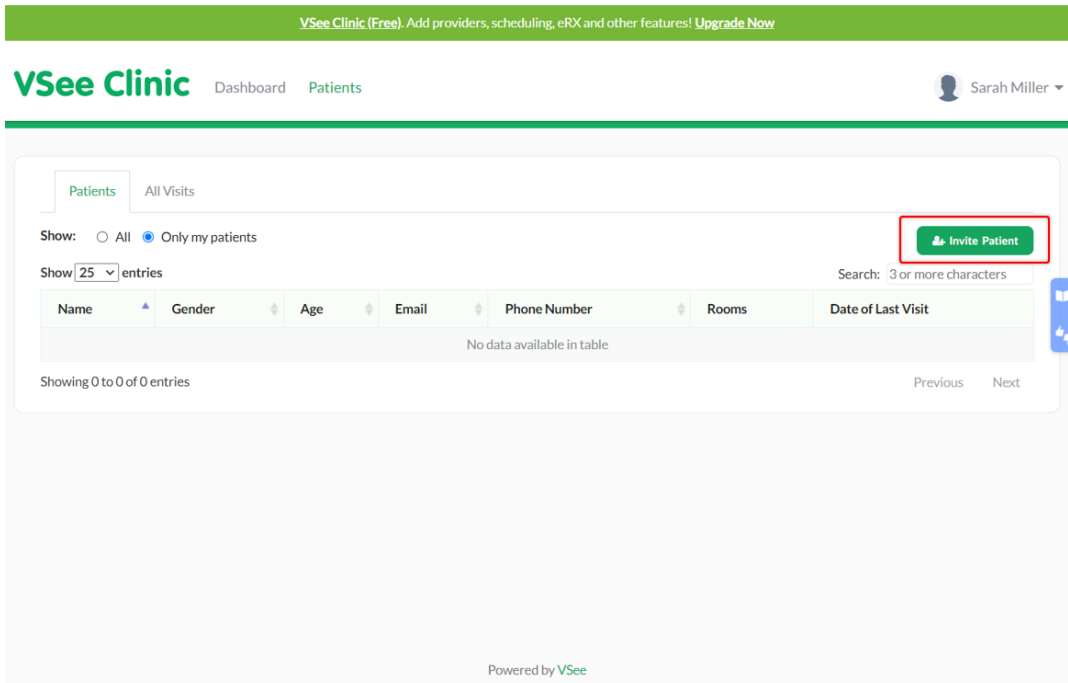 VSee Clinic (Free). Add providers, scheduling, eRX and other features! Upgrade Now
VSee Clinic Dashboard Patients Sarah Miller
Patients All Visits
Show: All Only my patients
Invite Patient
Show 25 entries
Search: 3 or more characters
Name Gender Age Email Phone Number Rooms Date of Last Visit
No data available in table
Showing 0 to 0 of 0 entries
Previous Next
Powered by VSee